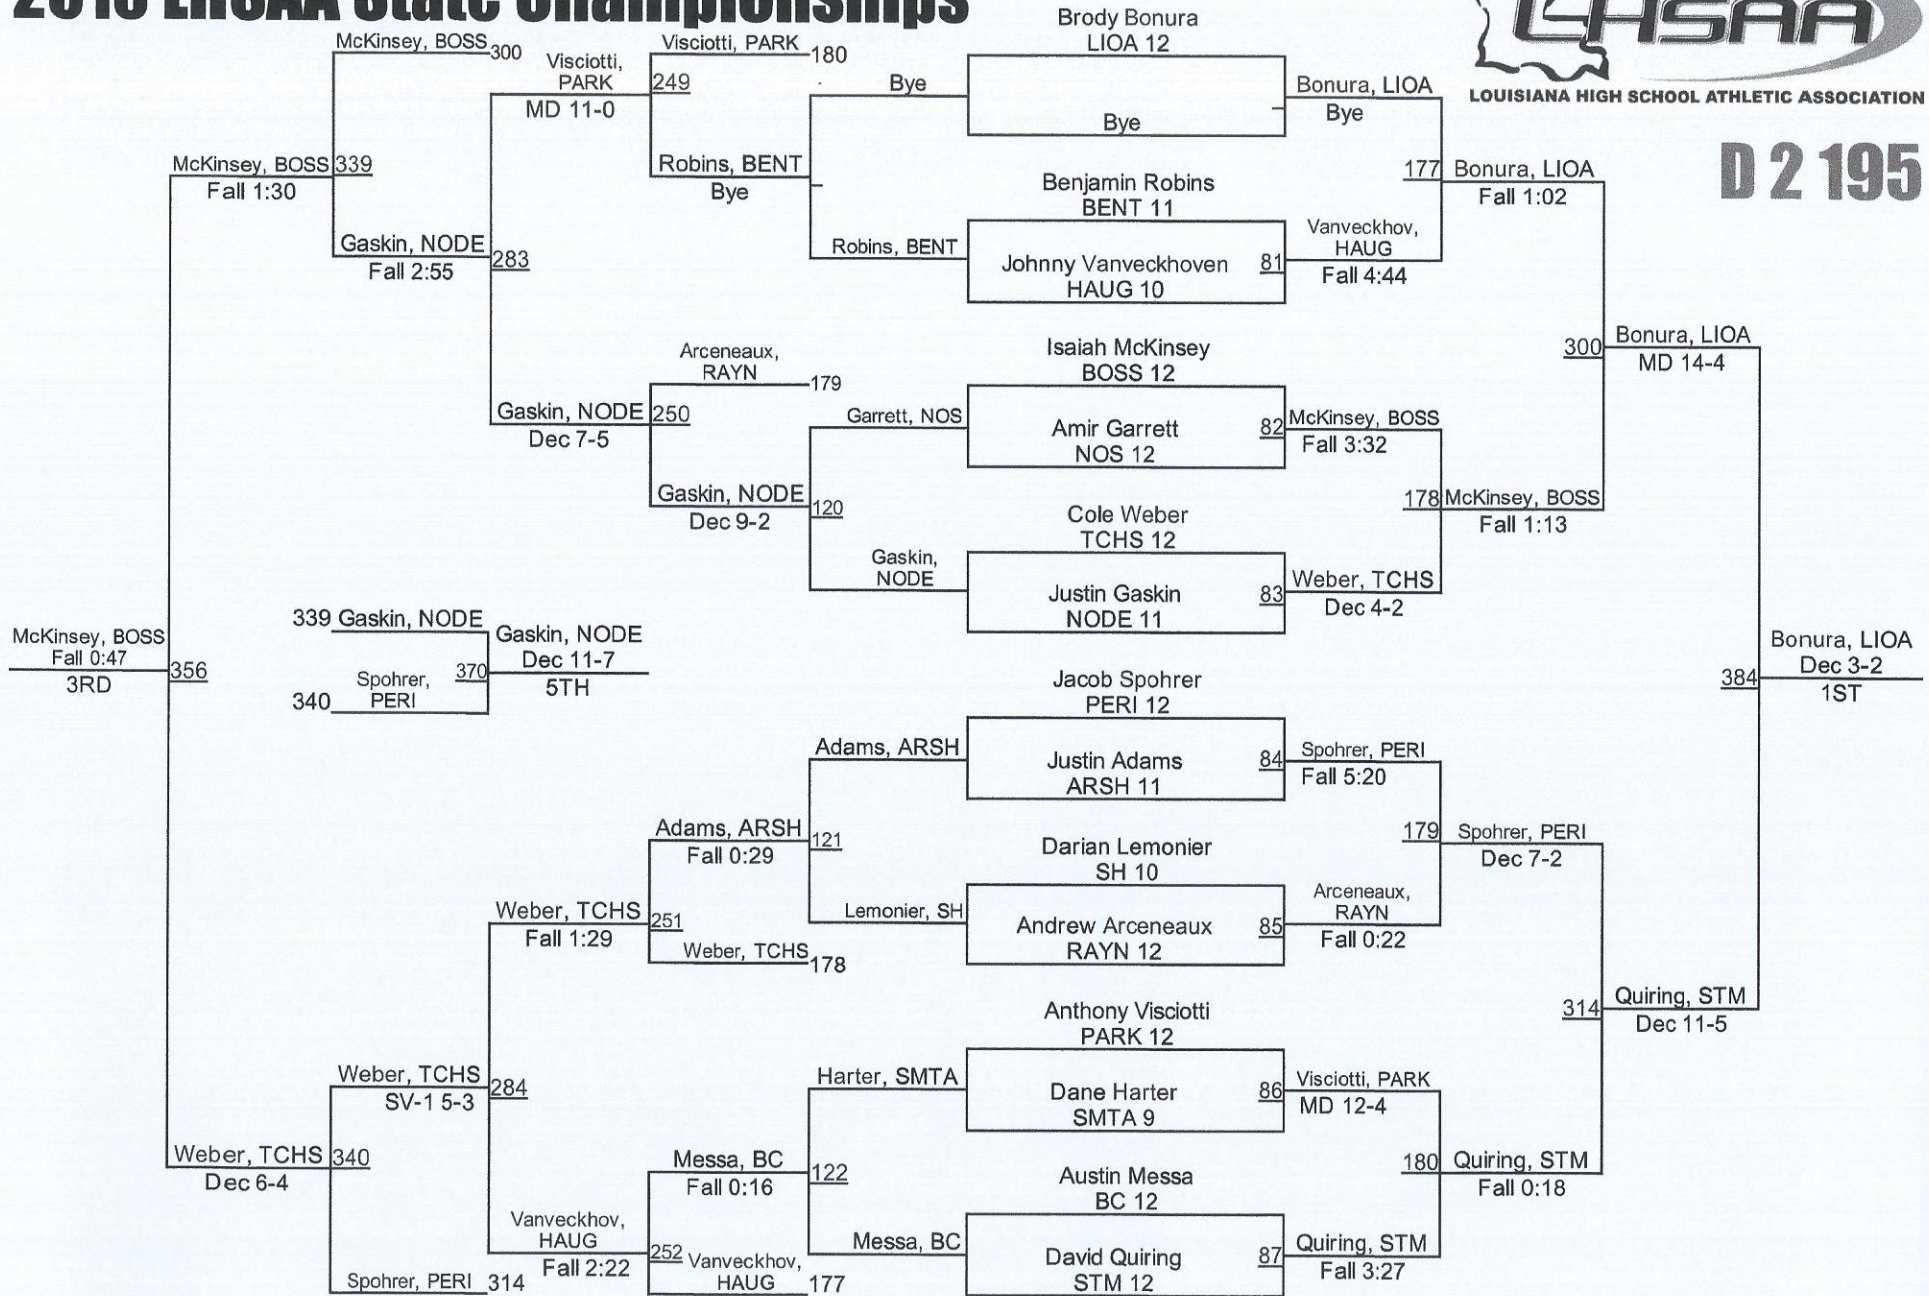 2018 LHSAA State Championships
LHSAA
LOUISIANA HIGH SCHOOL ATHLETIC ASSOCIATION
D 2 195
McKinsey, BOSS
Fall 0:47
3RD
356
McKinsey, BOSS 339
Fall 1:30
Weber, TCHS 340
Dec 6-4
McKinsey, BOSS 300
Gaskin, NODE
Fall 2:55
283
339 Gaskin, NODE
340
Spohrer,
PERI
370
Gaskin, NODE
Dec 11-7
5TH
Weber, TCHS
SV-1 5-3
284
Spohrer, PERI 314
Visciotti,
PARK
MD 11-0
249
Gaskin, NODE 250
Dec 7-5
Weber, TCHS
Fall 1:29
251
Vanveckhov,
HAUG
Fall 2:22
252
Visciotti, PARK 180
Robins, BENT
Bye
Arceneaux,
RAYN
179
Gaskin, NODE
Dec 9-2
120
Adams, ARSH
Fall 0:29
121
Weber, TCHS 178
Messa, BC
Fall 0:16
122
Vanveckhov,
HAUG
177
Bye
Robins, BENT
Garrett, NOS
Gaskin,
NODE
Adams, ARSH
Lemonier, SH
Harter, SMTA
Messa, BC
Brody Bonura
LIOA 12
Bye
Benjamin Robins
BENT 11
Johnny Vanveckhoven
HAUG 10
81
Isaiah McKinsey
BOSS 12
Amir Garrett
NOS 12
82
Cole Weber
TCHS 12
Justin Gaskin
NODE 11
83
Jacob Spohrer
PERI 12
Justin Adams
ARSH 11
84
Darian Lemonier
SH 10
Andrew Arceneaux
RAYN 12
85
Anthony Visciotti
PARK 12
Dane Harter
SMTA 9
86
Austin Messa
BC 12
David Quiring
STM 12
87
Bonura, LIOA
Bye
Vanveckhov,
HAUG
Fall 4:44
McKinsey, BOSS
Fall 3:32
Weber, TCHS
Dec 4-2
Spohrer, PERI
Fall 5:20
Arceneaux,
RAYN
Fall 0:22
Visciotti, PARK
MD 12-4
Quiring, STM
Fall 3:27
177 Bonura, LIOA
Fall 1:02
178 McKinsey, BOSS
Fall 1:13
179 Spohrer, PERI
Dec 7-2
180 Quiring, STM
Fall 0:18
300 Bonura, LIOA
MD 14-4
314 Quiring, STM
Dec 11-5
384
Bonura, LIOA
Dec 3-2
1ST